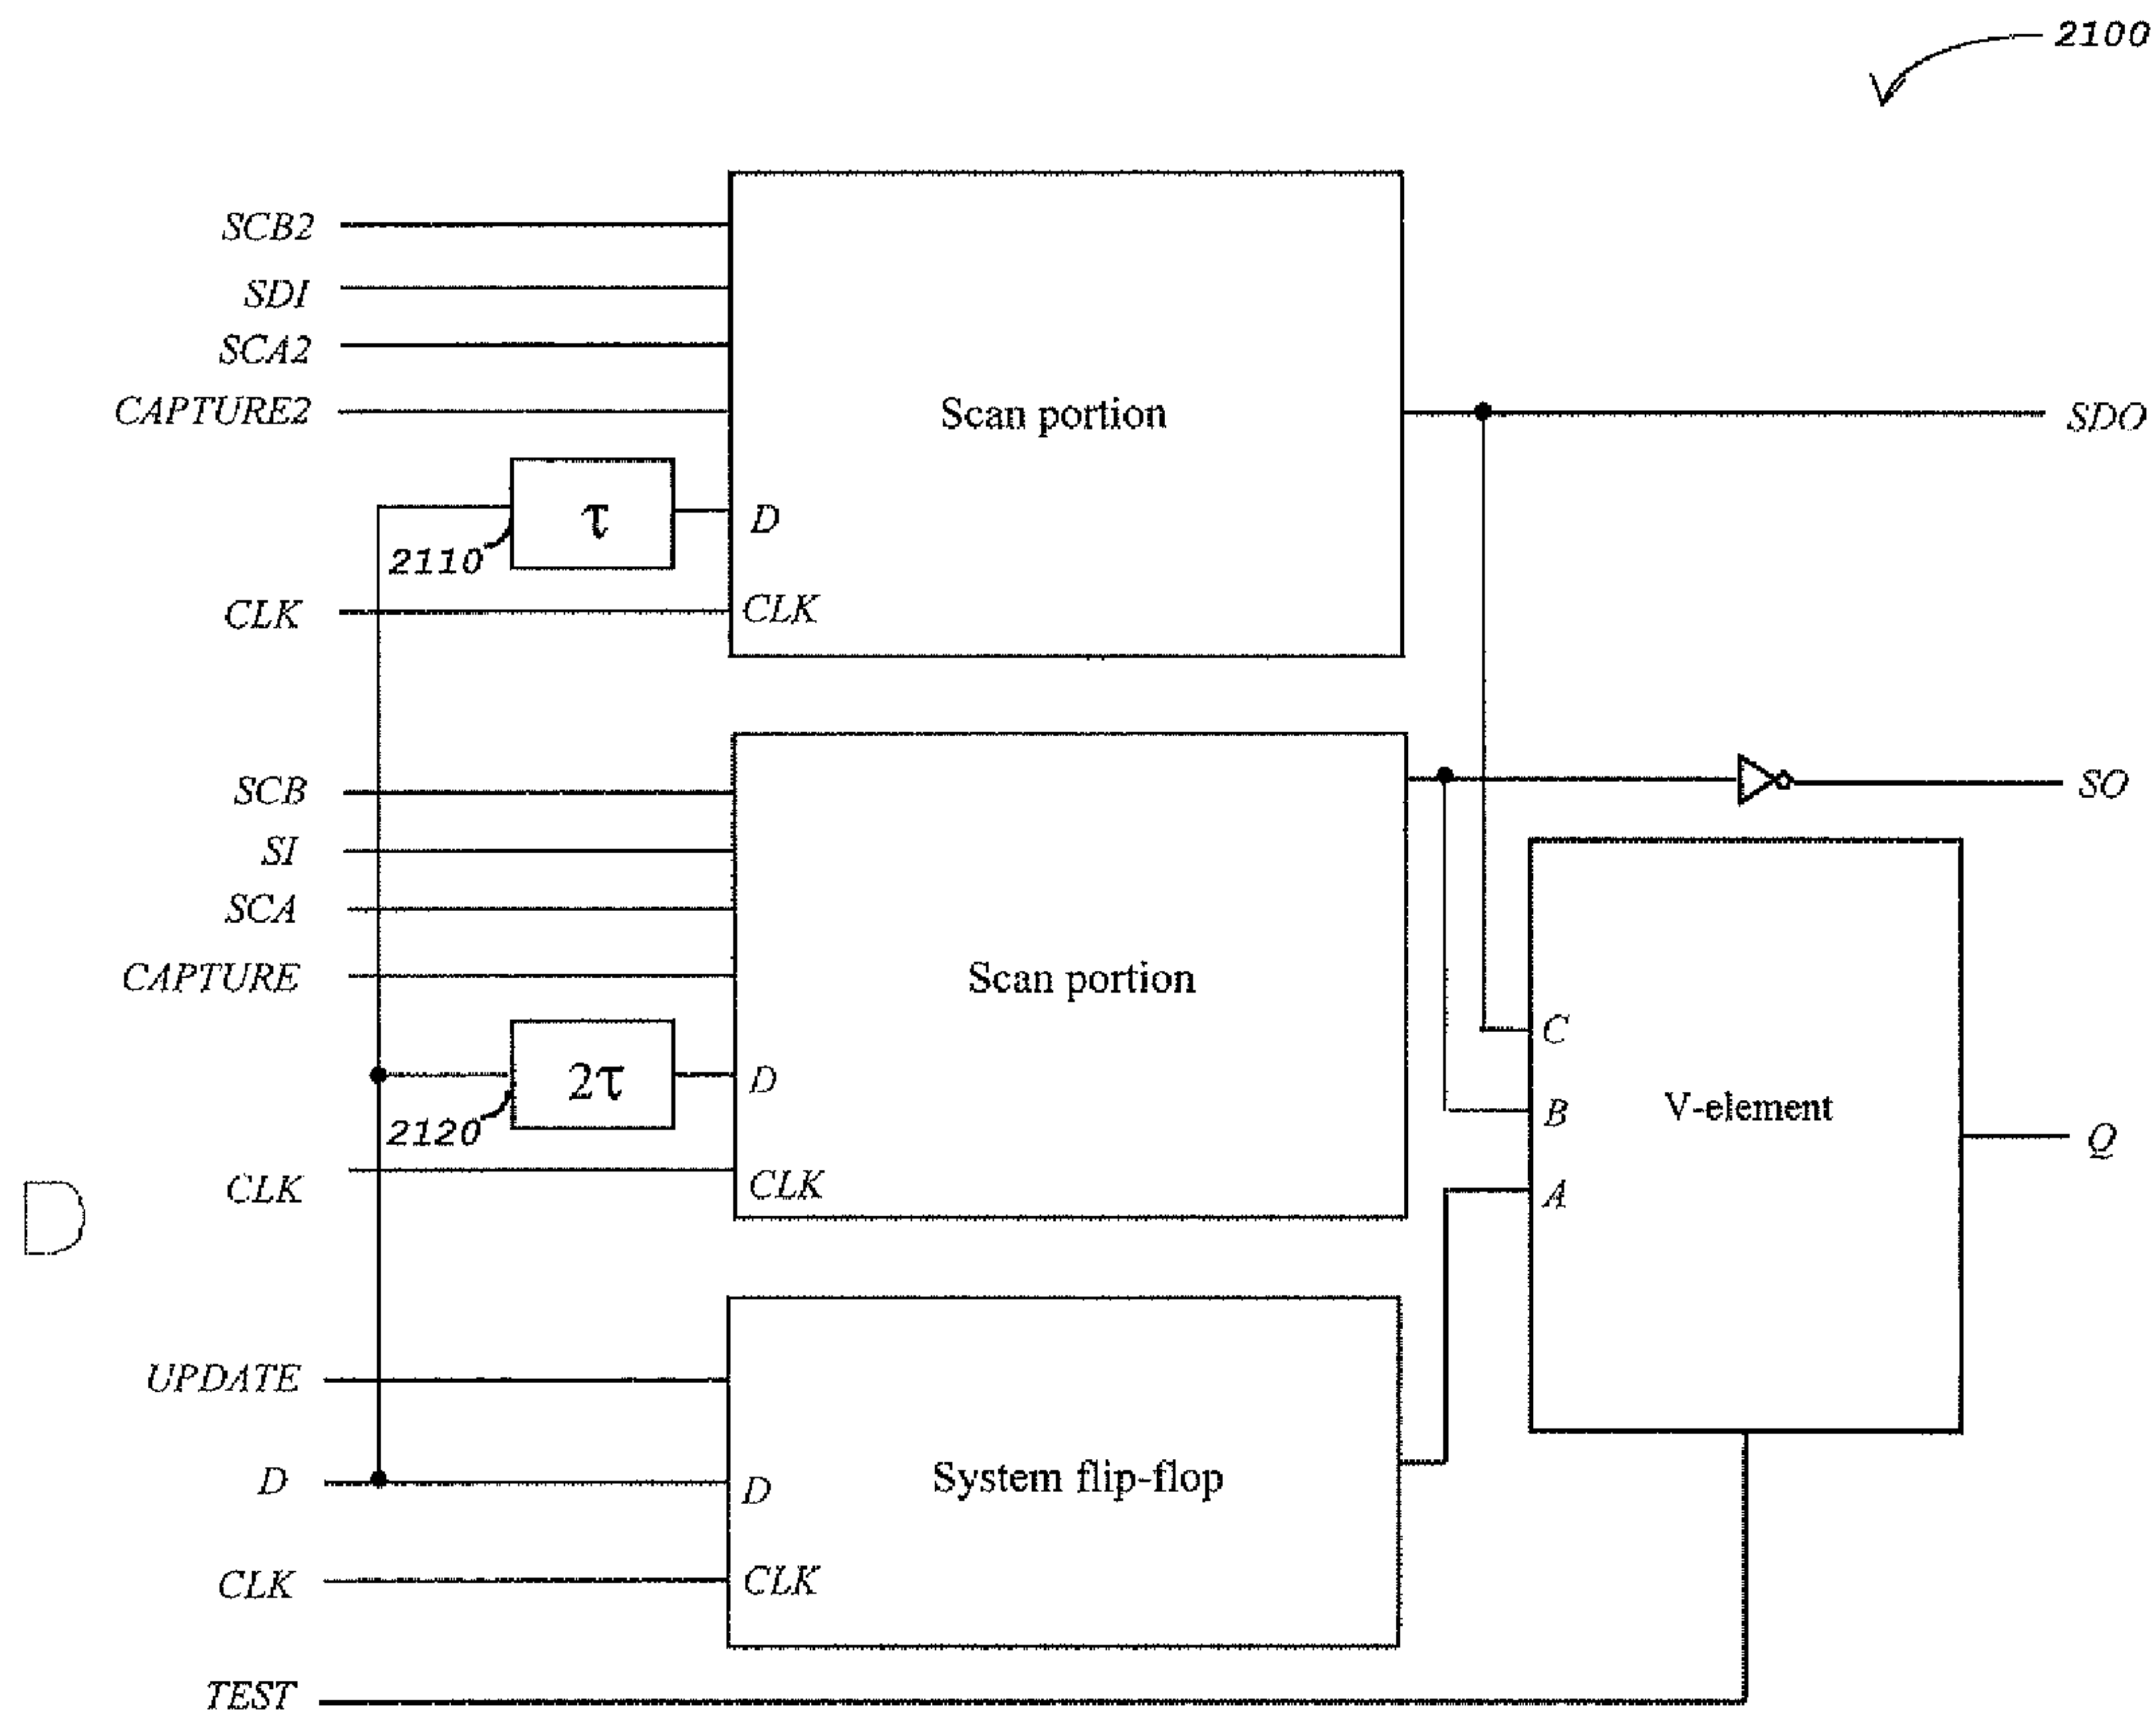 2100
SCB2
SDI
SCA2
CAPTURE2
Scan portion
SDO
τ
D
2110
CLK
CLK
SCB
SO
SI
SCA
CAPTURE
Scan portion
C
2τ
D
B
V-element
2120
Q
CLK
CLK
A
D
UPDATE
D
D
System flip-flop
CLK
CLK
TEST